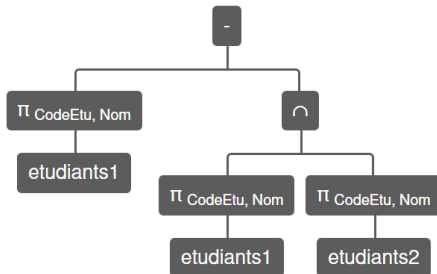 -
π CodeEtu, Nom
∩
etudiants1
π CodeEtu, Nom
π CodeEtu, Nom
etudiants1
etudiants2